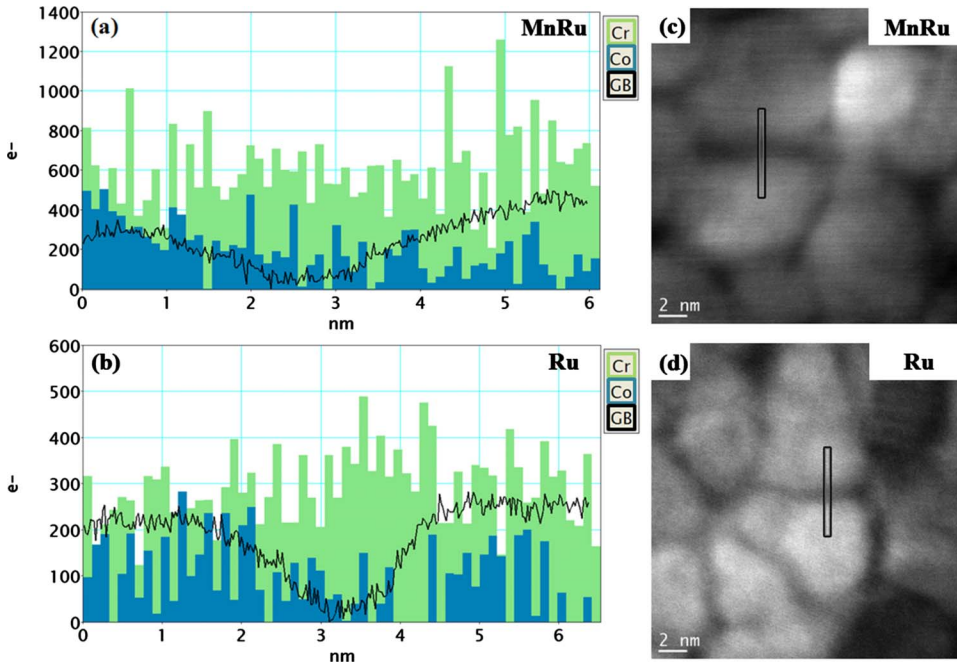 (a) MnRu
1400
1200
1000
800
600
400
200
0
e-
0 1 2 3 4 5 6
nm
Cr
Co
GB
(c) MnRu
2 nm
(b) Ru
600
500
400
300
200
100
0
e-
0 1 2 3 4 5 6
nm
Cr
Co
GB
(d) Ru
2 nm